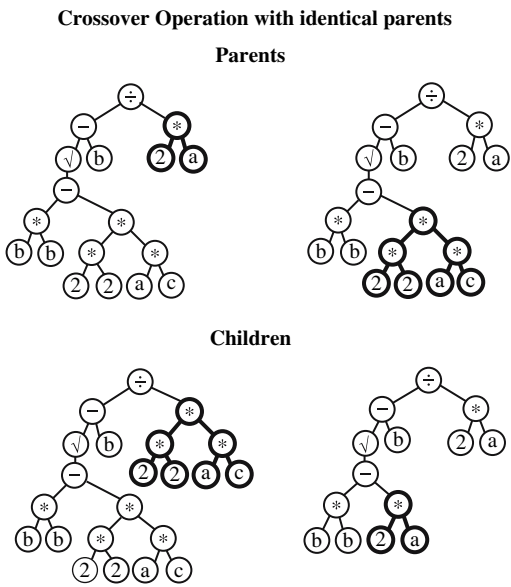 Crossover Operation with identical parents
Parents
÷ ÷
− * − *
√ b 2 a √ b 2 a
− −
* * * *
b b * * b b * *
2 2 a c 2 2 a c
Children
÷ ÷
− * − *
√ b * * √ b 2 a
− 2 2 a c −
* * * *
b b * * b b 2 a
2 2 a c